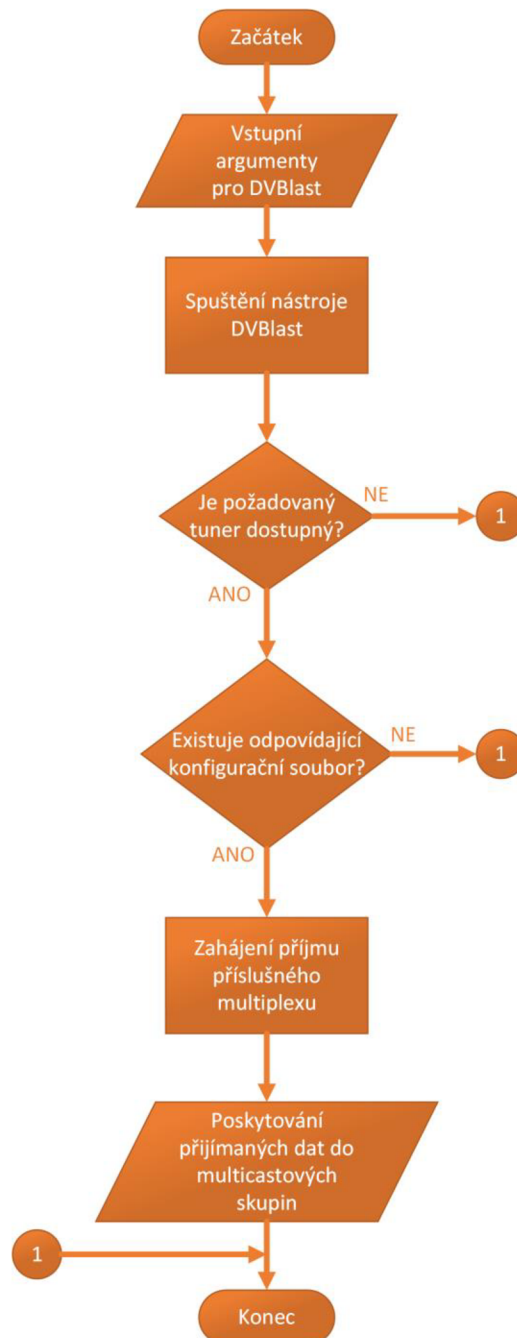 Začátek
Vstupní
argumenty
pro DVBlast
Spuštění nástroje
DVBlast
Je požadovaný
tuner dostupný?
NE
1
ANO
Existuje odpovídající
konfigurační soubor?
NE
1
ANO
Zahájení příjmu
příslušného
multiplexu
Poskytování
přijímaných dat do
multicastových
skupin
1
Konec